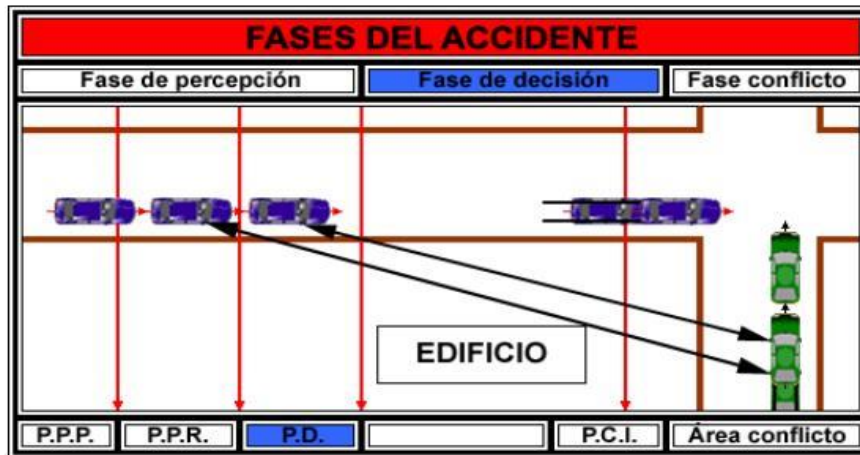 FASES DEL ACCIDENTE
Fase de percepción Fase de decisión Fase conflicto
EDIFICIO
P.P.P. P.P.R. P.D. P.C.I. Área conflicto